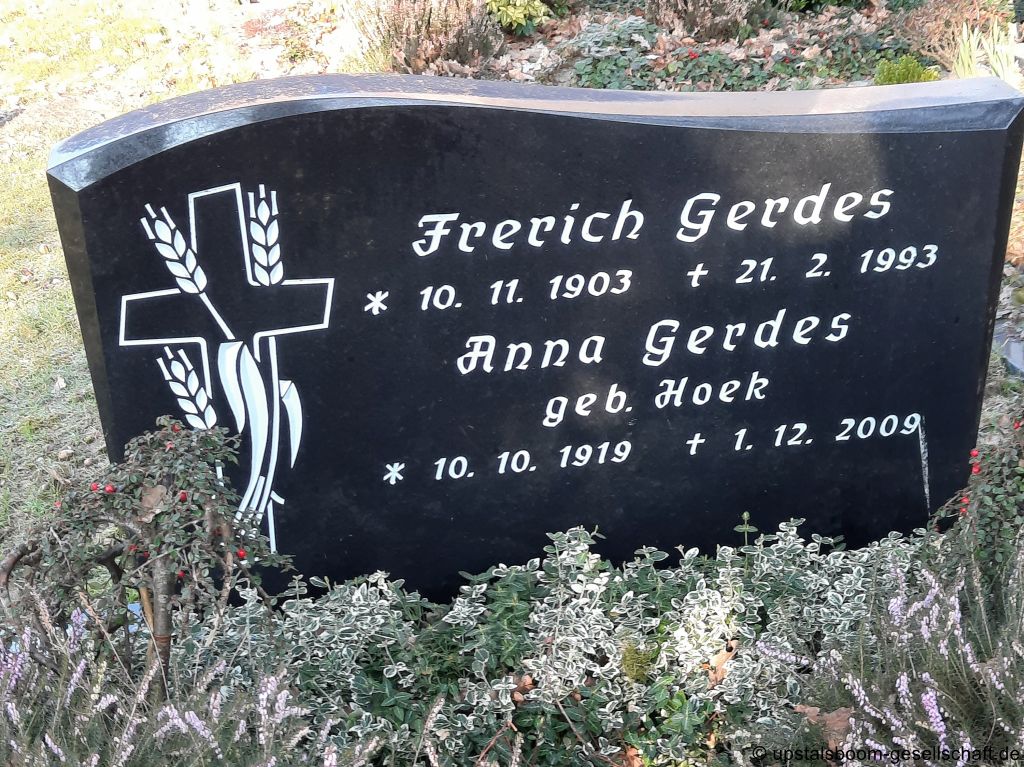 Frerich Gerdes
* 10. 11. 1903 † 21. 2. 1993
Anna Gerdes
geb. Hoek
* 10. 10. 1919 † 1. 12. 2009
© upstalsboom-gesellschaft.de